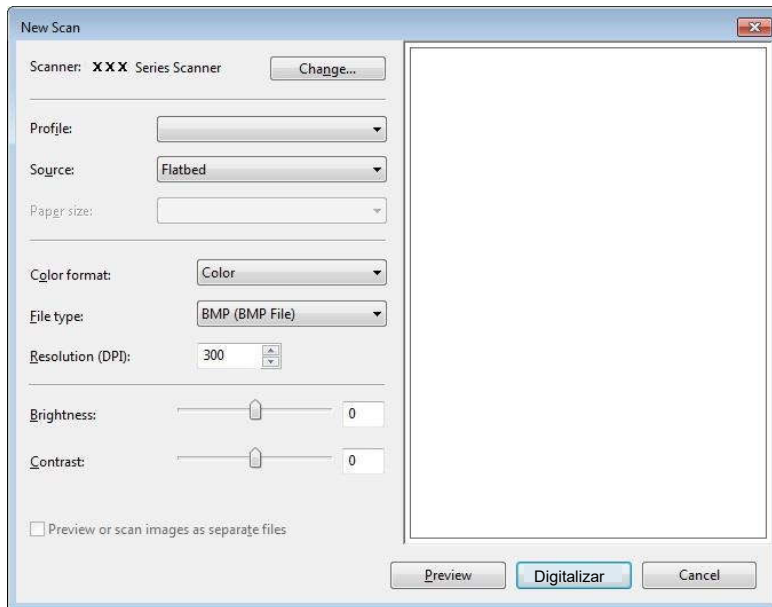 New Scan
Scanner: XXX Series Scanner Change...
Profile:
Source: Flatbed
Paper size:
Color format: Color
File type: BMP (BMP File)
Resolution (DPI): 300
Brightness: 0
Contrast: 0
Preview or scan images as separate files
Preview Digitalizar Cancel